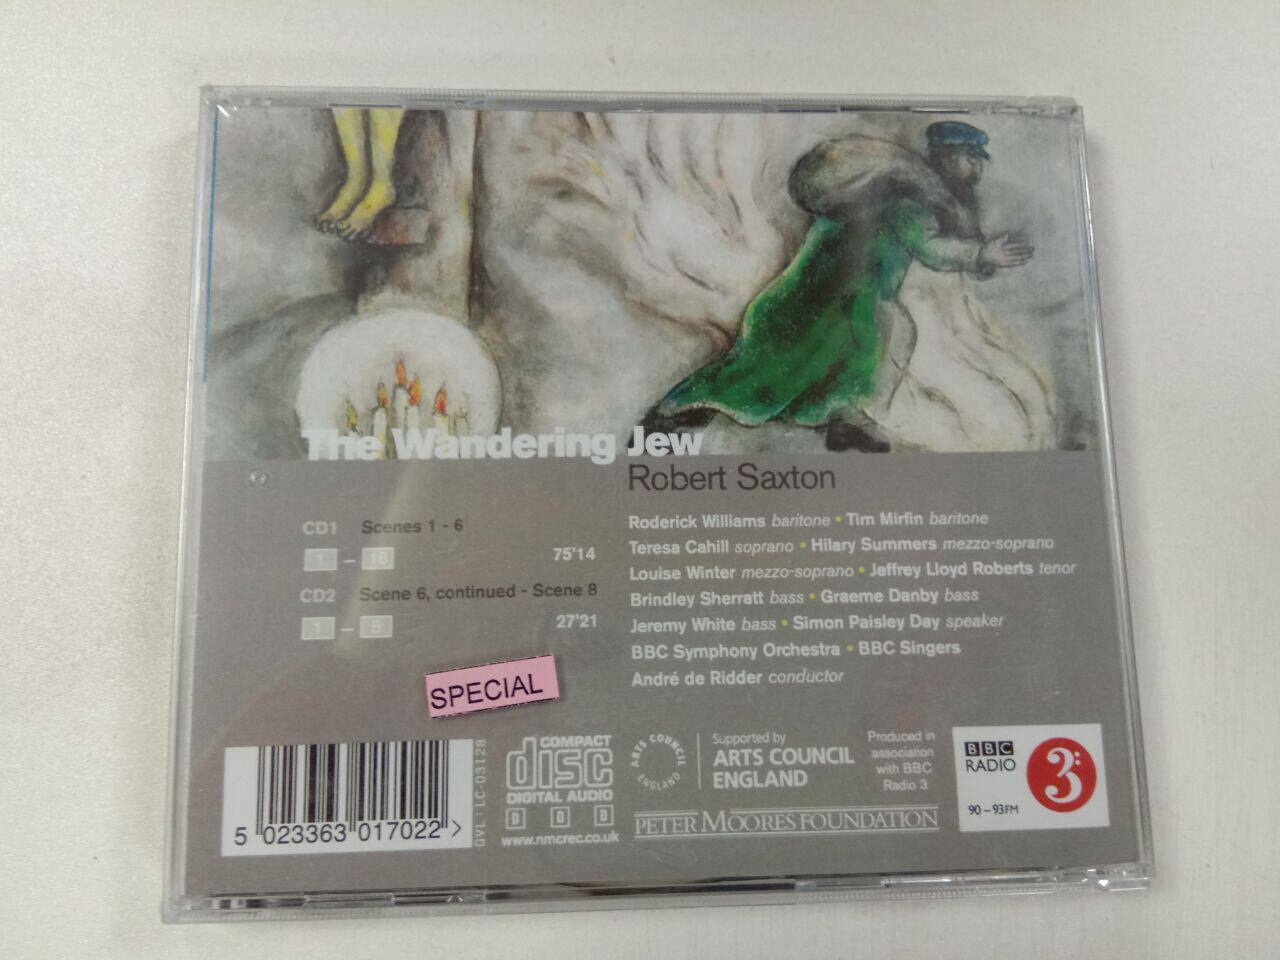 The Wandering Jew
Robert Saxton
CD1 Scenes 1 - 6
1 – 16
75'14
CD2 Scene 6, continued - Scene 8
1 – 5
27'21
Roderick Williams baritone • Tim Mirfin baritone
Teresa Cahill soprano • Hilary Summers mezzo-soprano
Louise Winter mezzo-soprano • Jeffrey Lloyd Roberts tenor
Brindley Sherratt bass • Graeme Danby bass
Jeremy White bass • Simon Paisley Day speaker
BBC Symphony Orchestra • BBC Singers
André de Ridder conductor
SPECIAL
5 023363 017022 >
GVL LC-03128
COMPACT
disc
DIGITAL AUDIO
D D D
www.nmcrec.co.uk
ARTS COUNCIL
ENGLAND
Supported by
ARTS COUNCIL
ENGLAND
Produced in
association
with BBC
Radio 3
PETER MOORES FOUNDATION
BBC
RADIO
3
90 – 93FM